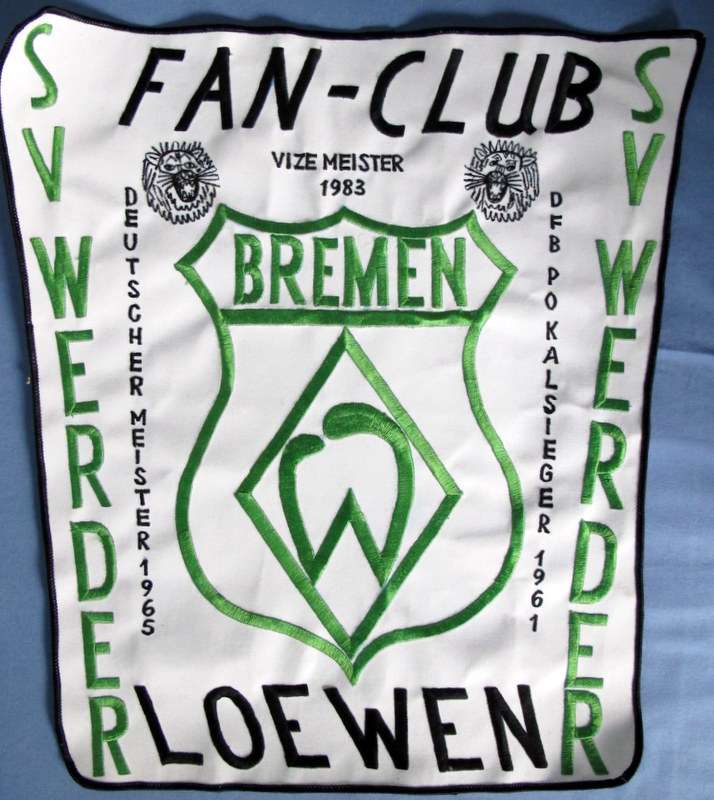 FAN-CLUB
SV WERDER
SV WERDER
VIZE MEISTER
1983
DEUTSCHER MEISTER 1965
DFB POKALSIEGER 1961
BREMEN
W
LOEWEN